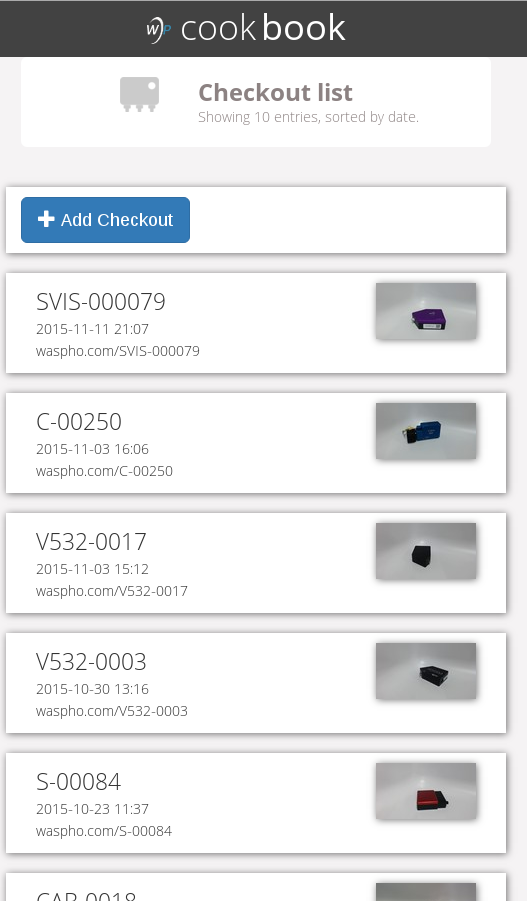 WP cookbook
Checkout list
Showing 10 entries, sorted by date.
Add Checkout
SVIS-000079
2015-11-11 21:07
waspho.com/SVIS-000079
C-00250
2015-11-03 16:06
waspho.com/C-00250
V532-0017
2015-11-03 15:12
waspho.com/V532-0017
V532-0003
2015-10-30 13:16
waspho.com/V532-0003
S-00084
2015-10-23 11:37
waspho.com/S-00084